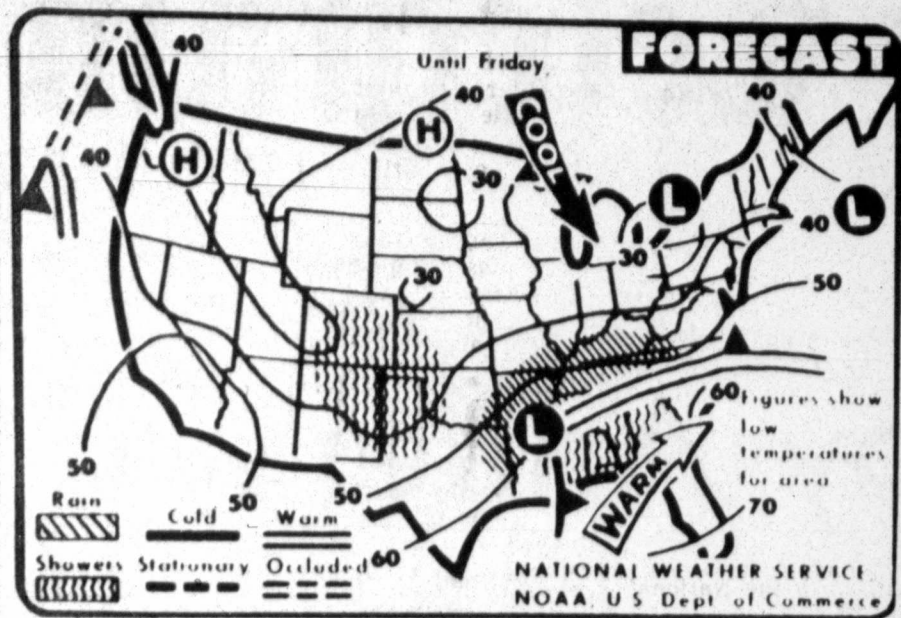 FORECAST
Until Friday
40
40
40
COOL
H
H
30
L
L
40
40
30
30
50
60
Figures show
low
temperatures
for area
L
WARM
50
50
50
60
70
Rain
Cold
Warm
Showers
Stationary
Occluded
NATIONAL WEATHER SERVICE
NOAA U S Dept of Commerce